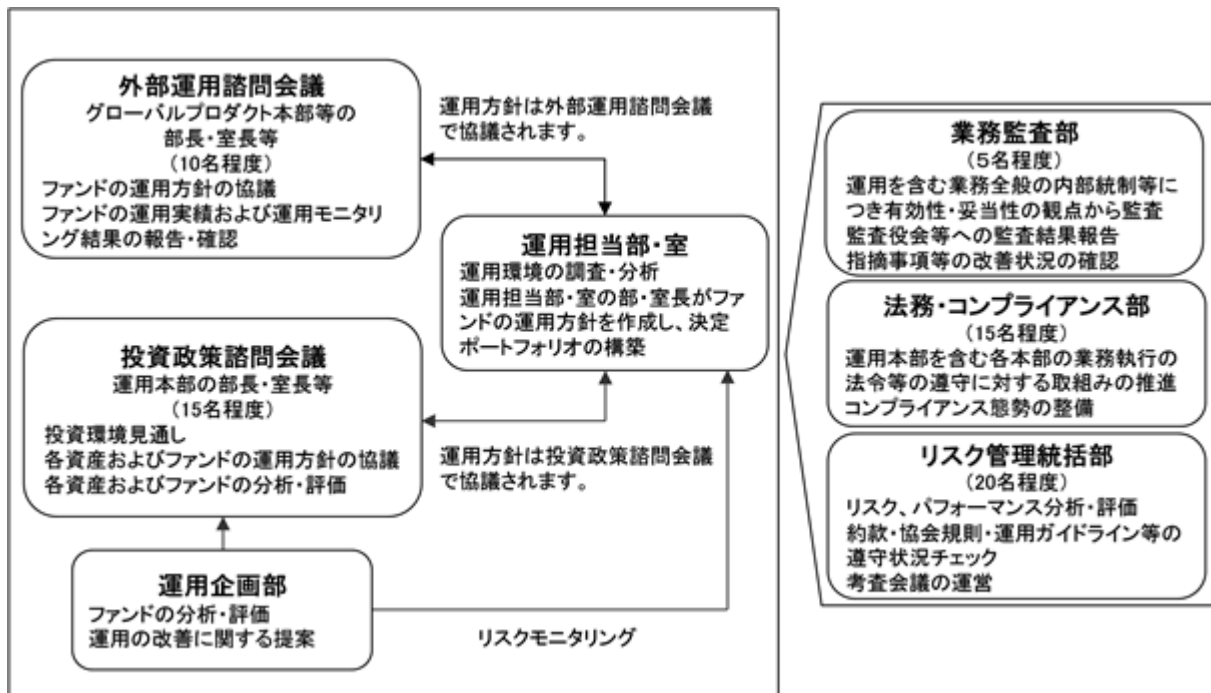 外部運用諮問会議
グローバルプロダクト本部等の
部長・室長等
(10名程度)
ファンドの運用方針の協議
ファンドの運用実績および運用モニタリ
ング結果の報告・確認
運用方針は外部運用諮問会議
で協議されます。
運用担当部・室
運用環境の調査・分析
運用担当部・室の部・室長がファ
ンドの運用方針を作成し、決定
ポートフォリオの構築
投資政策諮問会議
運用本部の部長・室長等
(15名程度)
投資環境見通し
各資産およびファンドの運用方針の協議
各資産およびファンドの分析・評価
運用方針は投資政策諮問会議
で協議されます。
運用企画部
ファンドの分析・評価
運用の改善に関する提案
リスクモニタリング
業務監査部
(5名程度)
運用を含む業務全般の内部統制等に
つき有効性・妥当性の観点から監査
監査役会等への監査結果報告
指摘事項等の改善状況の確認
法務・コンプライアンス部
(15名程度)
運用本部を含む各本部の業務執行の
法令等の遵守に対する取組みの推進
コンプライアンス態勢の整備
リスク管理統括部
(20名程度)
リスク、パフォーマンス分析・評価
約款・協会規則・運用ガイドライン等の
遵守状況チェック
考査会議の運営